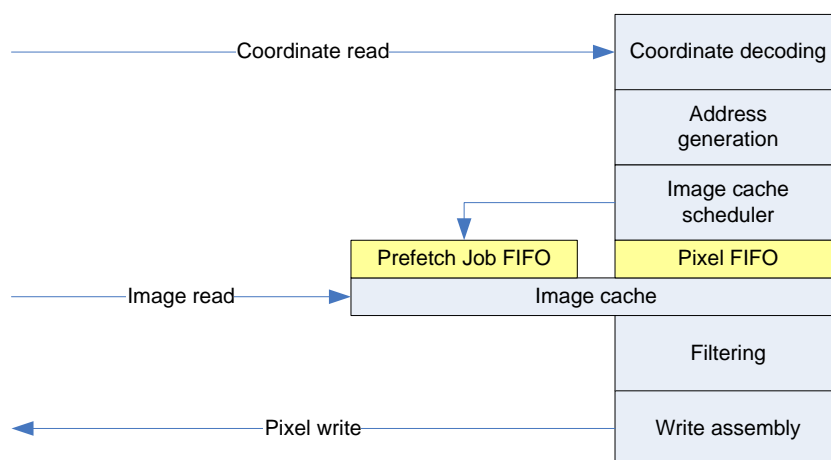 Coordinate read
Coordinate decoding
Address
generation
Image cache
scheduler
Prefetch Job FIFO
Pixel FIFO
Image read
Image cache
Filtering
Pixel write
Write assembly